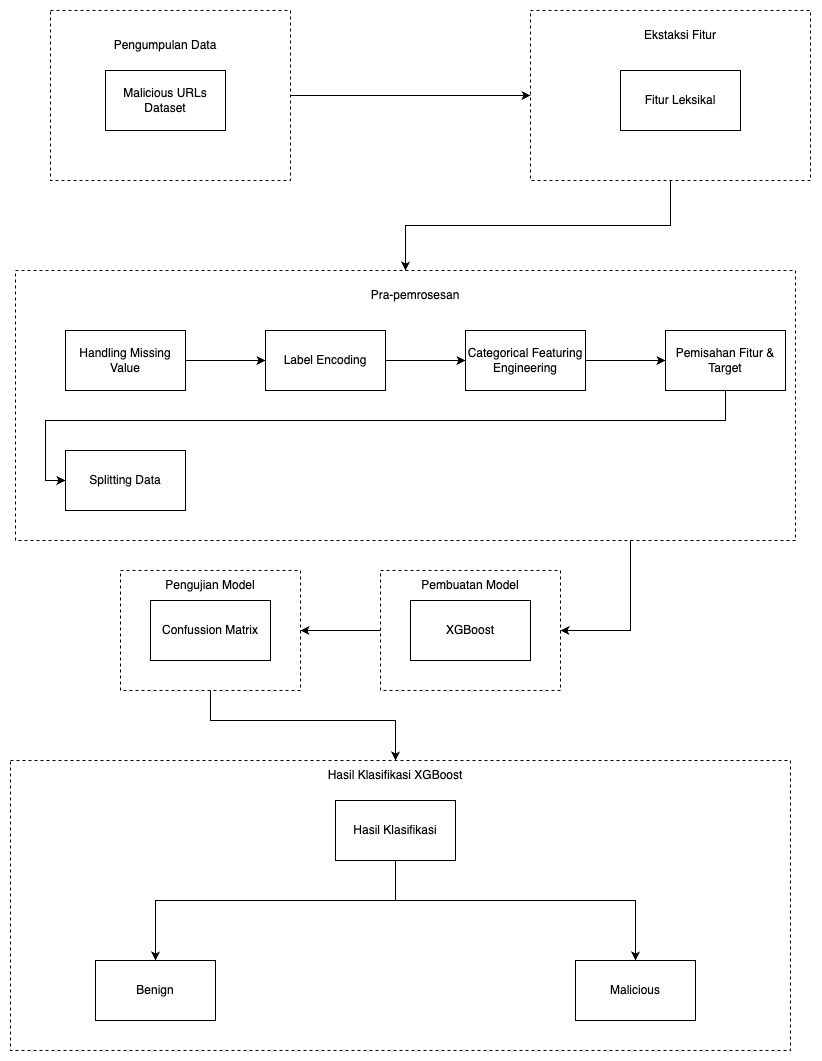 Pengumpulan Data
Malicious URLs
Dataset
Ekstaksi Fitur
Fitur Leksikal
Pra-pemrosesan
Handling Missing
Value
Label Encoding
Categorical Featuring
Engineering
Pemisahan Fitur &
Target
Splitting Data
Pengujian Model
Confussion Matrix
Pembuatan Model
XGBoost
Hasil Klasifikasi XGBoost
Hasil Klasifikasi
Benign
Malicious